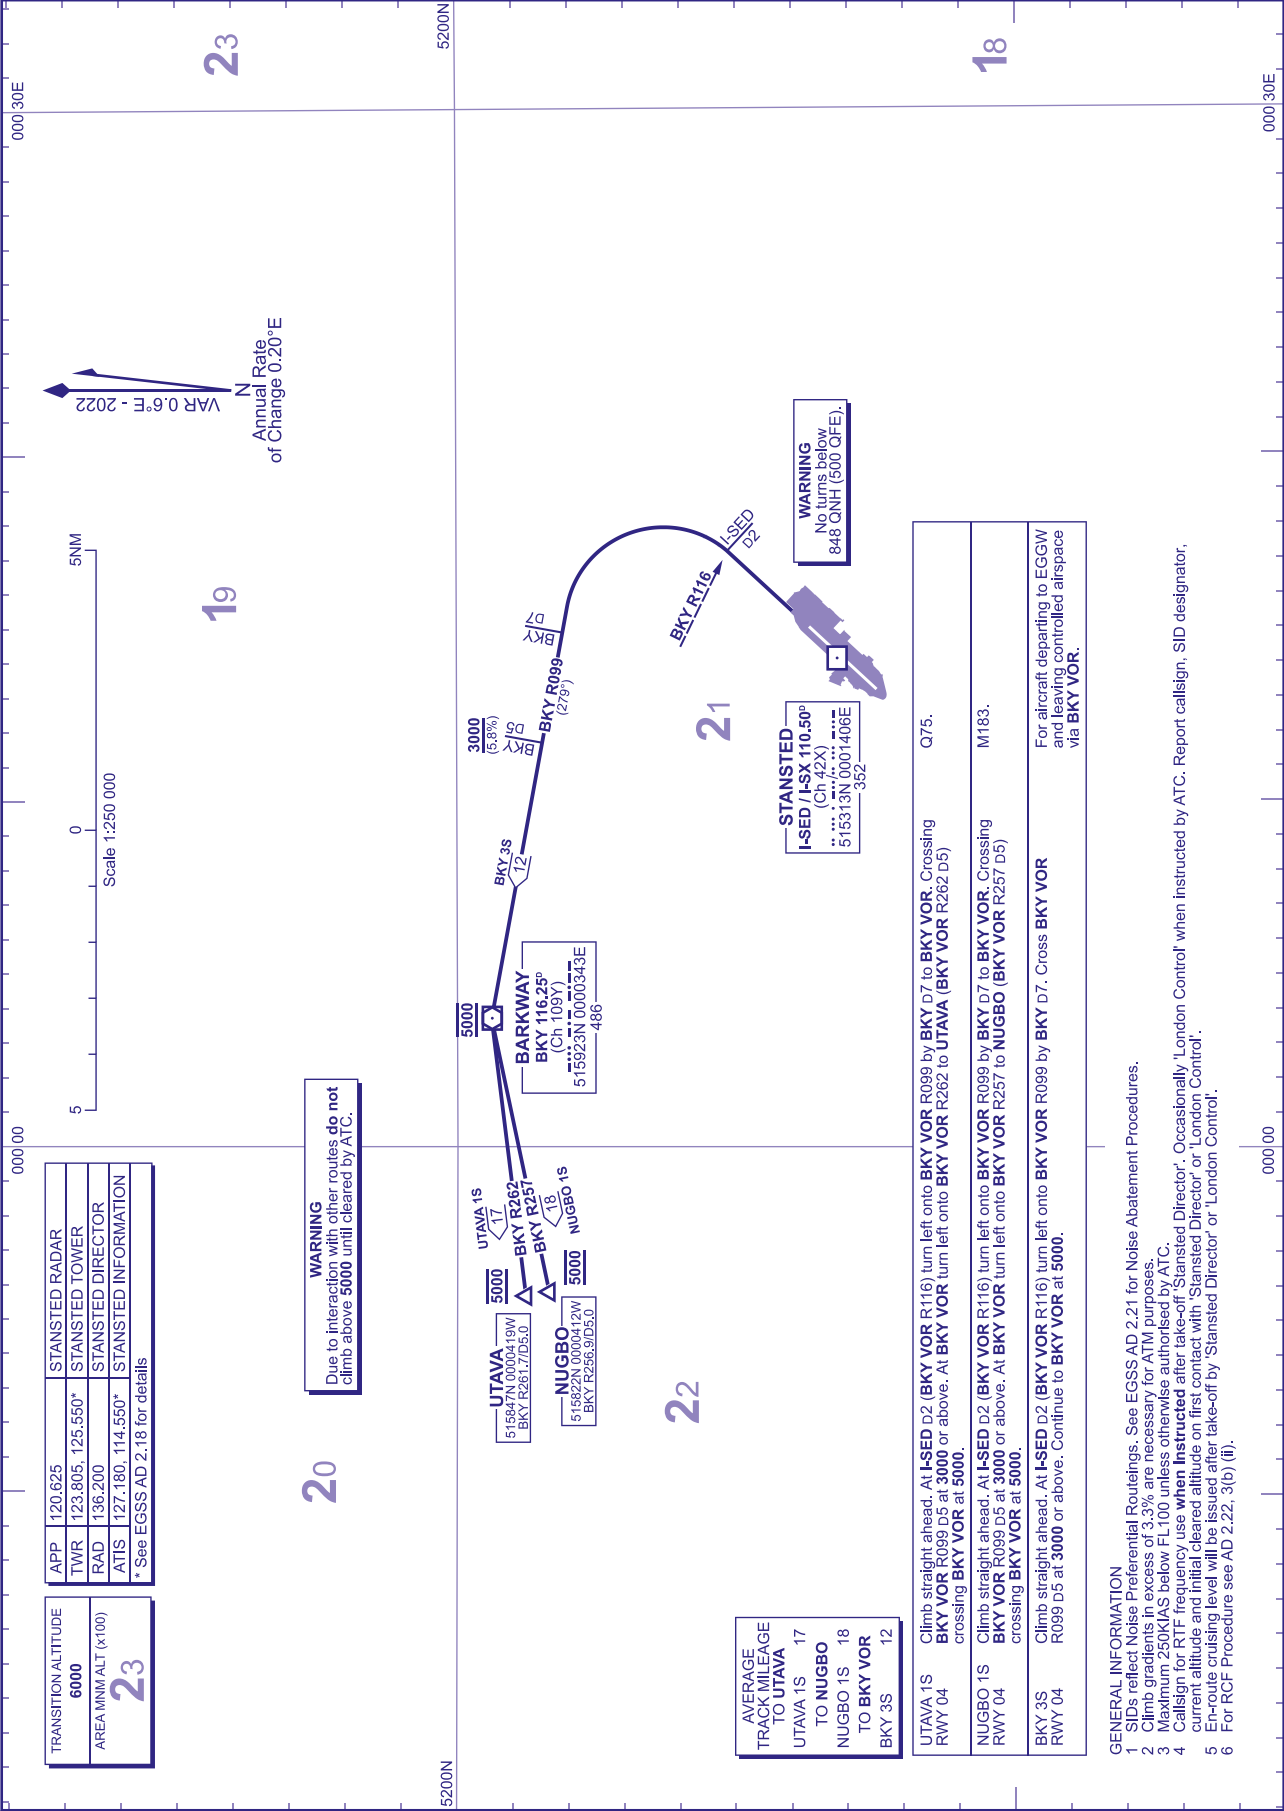 TRANSITION ALTITUDE
6000
AREA MNM ALT (x100)
23
APP 120.625 STANSTED RADAR
TWR 123.805, 125.550* STANSTED TOWER
RAD 136.200 STANSTED DIRECTOR
ATIS 127.180, 114.550* STANSTED INFORMATION
* See EGSS AD 2.18 for details
000 00
000 30E
5 0 5NM
Scale 1:250 000
VAR 0.6°E - 2022
N
Annual Rate
of Change 0.20°E
19
23
20
WARNING
Due to interaction with other routes do not
climb above 5000 until cleared by ATC.
5200N
5200N
5000
BARKWAY
BKY 116.25D
(Ch 109Y)
515923N 0000343E
486
BKY 3S
12
3000
(5.8%)
BKY
D5
BKY
D7
BKY R099
(279°)
UTAVA 1S
17
BKY R262
BKY R257
18
NUGBO 1S
5000
5000
UTAVA
515847N 0000419W
BKY R261.7/D5.0
NUGBO
515822N 0000412W
BKY R256.9/D5.0
22
21
18
BKY R116
I-SED
D2
WARNING
No turns below
848 QNH (500 QFE).
STANSTED
I-SED / I-SX 110.50D
(Ch 42X)
515313N 0001406E
352
AVERAGE
TRACK MILEAGE
TO UTAVA
UTAVA 1S 17
TO NUGBO
NUGBO 1S 18
TO BKY VOR
BKY 3S 12
UTAVA 1S
RWY 04
Climb straight ahead. At I-SED D2 (BKY VOR R116) turn left onto BKY VOR R099 by BKY D7 to BKY VOR. Crossing
BKY VOR R099 D5 at 3000 or above. At BKY VOR turn left onto BKY VOR R262 to UTAVA (BKY VOR R262 D5)
crossing BKY VOR at 5000.
Q75.
NUGBO 1S
RWY 04
Climb straight ahead. At I-SED D2 (BKY VOR R116) turn left onto BKY VOR R099 by BKY D7 to BKY VOR. Crossing
BKY VOR R099 D5 at 3000 or above. At BKY VOR turn left onto BKY VOR R257 to NUGBO (BKY VOR R257 D5)
crossing BKY VOR at 5000.
M183.
BKY 3S
RWY 04
Climb straight ahead. At I-SED D2 (BKY VOR R116) turn left onto BKY VOR R099 by BKY D7. Cross BKY VOR
R099 D5 at 3000 or above. Continue to BKY VOR at 5000.
For aircraft departing to EGGW
and leaving controlled airspace
via BKY VOR.
GENERAL INFORMATION
1 SIDs reflect Noise Preferential Routeings. See EGSS AD 2.21 for Noise Abatement Procedures.
2 Climb gradients in excess of 3.3% are necessary for ATM purposes.
3 Maximum 250KIAS below FL100 unless otherwise authorised by ATC.
4 Callsign for RTF frequency use when Instructed after take-off 'Stansted Director'. Occasionally 'London Control' when instructed by ATC. Report callsign, SID designator,
current altitude and initial cleared altitude on first contact with 'Stansted Director' or 'London Control'.
5 En-route cruising level will be issued after take-off by 'Stansted Director' or 'London Control'.
6 For RCF Procedure see AD 2.22, 3(b) (ii).
000 00
000 30E